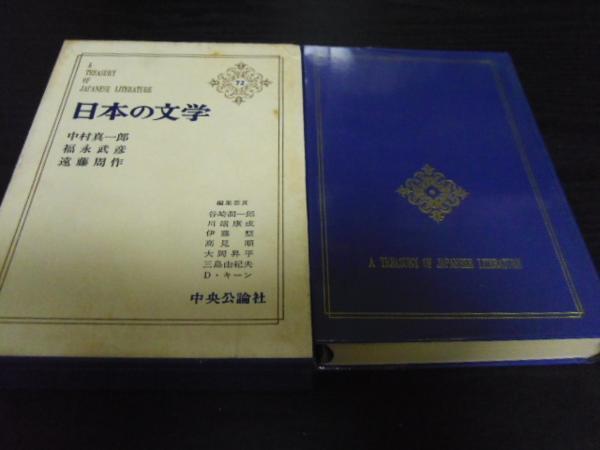 A
TREASURY
OF
JAPANESE LITERATURE
72
日本の文学
中村真一郎
福永武彦
遠藤周作
編集委員
谷崎潤一郎
川端康成
伊藤整
高見順
大岡昇平
三島由紀夫
D・キーン
中央公論社
A TREASURY OF JAPANESE LITERATURE